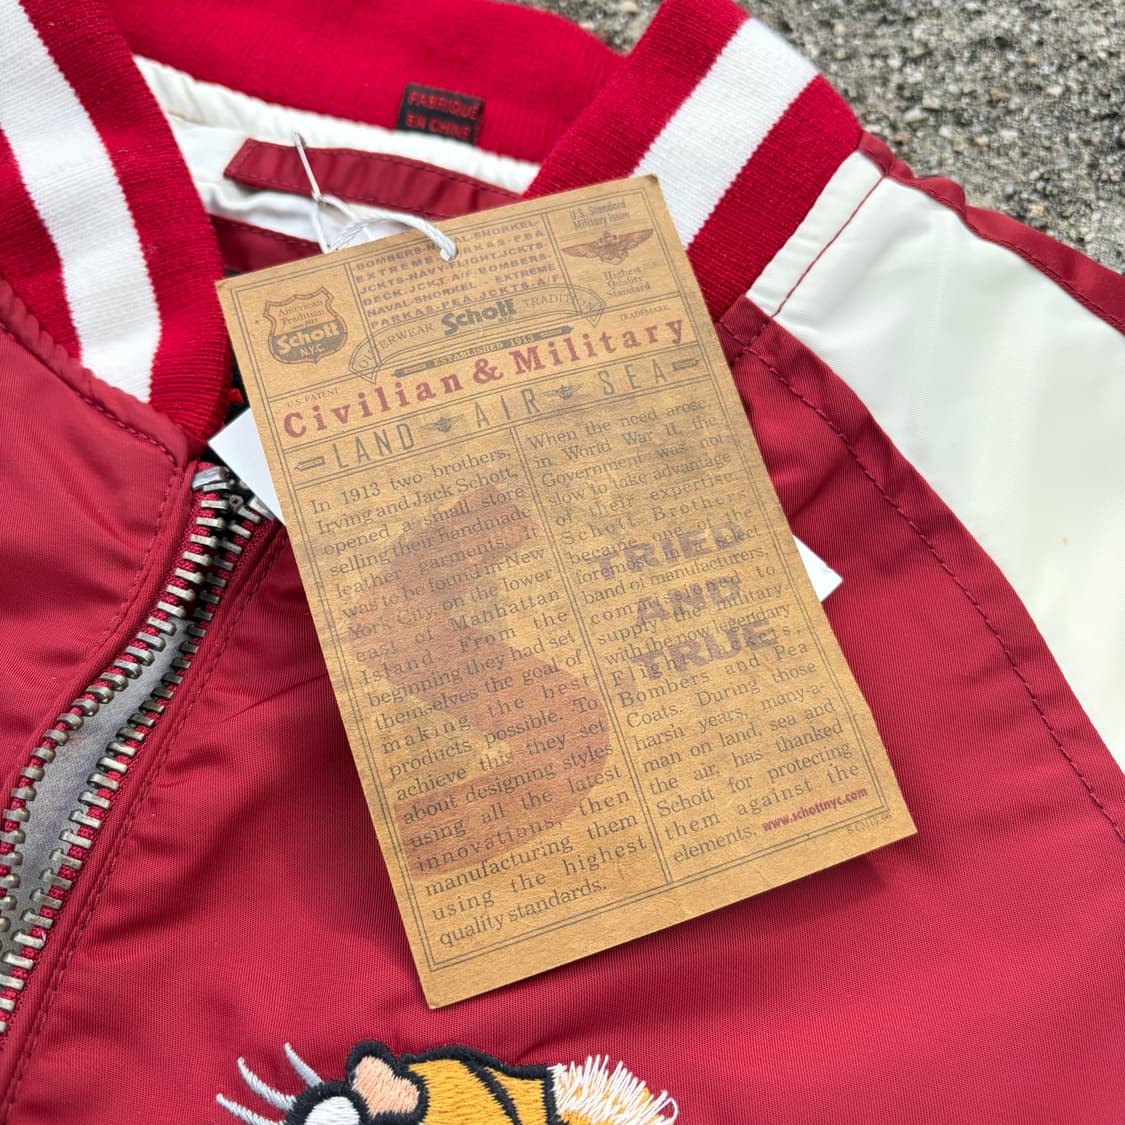 FABRIQUÉ
EN CHINE
American
Tradition
Schott
N.Y.C.
BOMBERS-NAVAL-SNORKEL
EXTREME PARKAS-PEA
JCKTS-NAVY-FLIGHT.JCKTS-
DECK.JCKT.A/F-BOMBERS-
NAVAL-SNORKEL EXTREME
PARKAS-PEA.JCKTS-A/F
U.S. Standard
Military Issue
Highest
Quality
Standard
OUTERWEAR Schott TRADITION
ESTABLISHED 1913
U.S. PATENT
TRADEMARK
Civilian & Military
LAND AIR SEA
In 1913 two brothers,
Irving and Jack Schott,
opened a small store
selling their handmade
leather garments. It
was to be found in New
York City, on the lower
east of Manhattan
Island. From the
beginning they had set
themselves the goal of
making the best
products possible. To
achieve this they set
about designing styles
using all the latest
innovations, then
manufacturing them
using the highest
quality standards.
When the need arose,
in World War II, the
Government was not
slow to take advantage
of their expertise
Schott Brothers
became one of the
foremost select
band of manufacturers,
commissioned to
supply the military
with the now legendary
Flight
Bombers and Pea
Coats. During those
harsh years, many-a-
man on land, sea and
the air, has thanked
Schott for protecting
them against the
elements.
www.schottnyc.com
TRIED
AND
TRUE